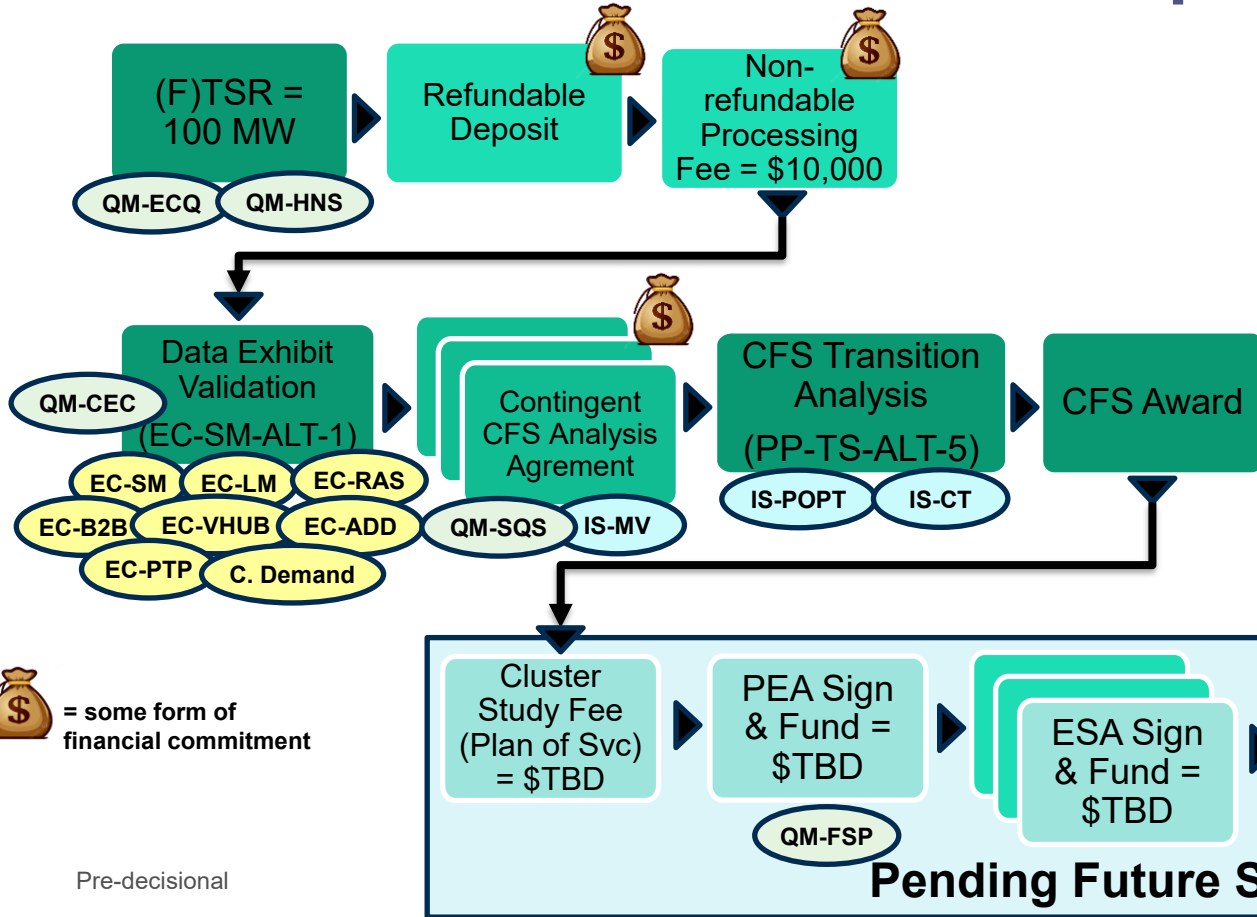 (F)TSR =
100 MW
$
Refundable
Deposit
$
Non-
refundable
Processing
Fee = $10,000
QM-ECQ
QM-HNS
Data Exhibit
Validation
(EC-SM-ALT-1)
QM-CEC
EC-SM
EC-LM
EC-RAS
EC-B2B
EC-VHUB
EC-ADD
EC-PTP
C. Demand
$
Contingent
CFS Analysis
Agrement
QM-SQS
IS-MV
CFS Transition
Analysis
(PP-TS-ALT-5)
IS-POPT
IS-CT
CFS Award
$
= some form of
financial commitment
Cluster
Study Fee
(Plan of Svc)
= $TBD
PEA Sign
& Fund =
$TBD
QM-FSP
ESA Sign
& Fund =
$TBD
Pending Future S
Pre-decisional